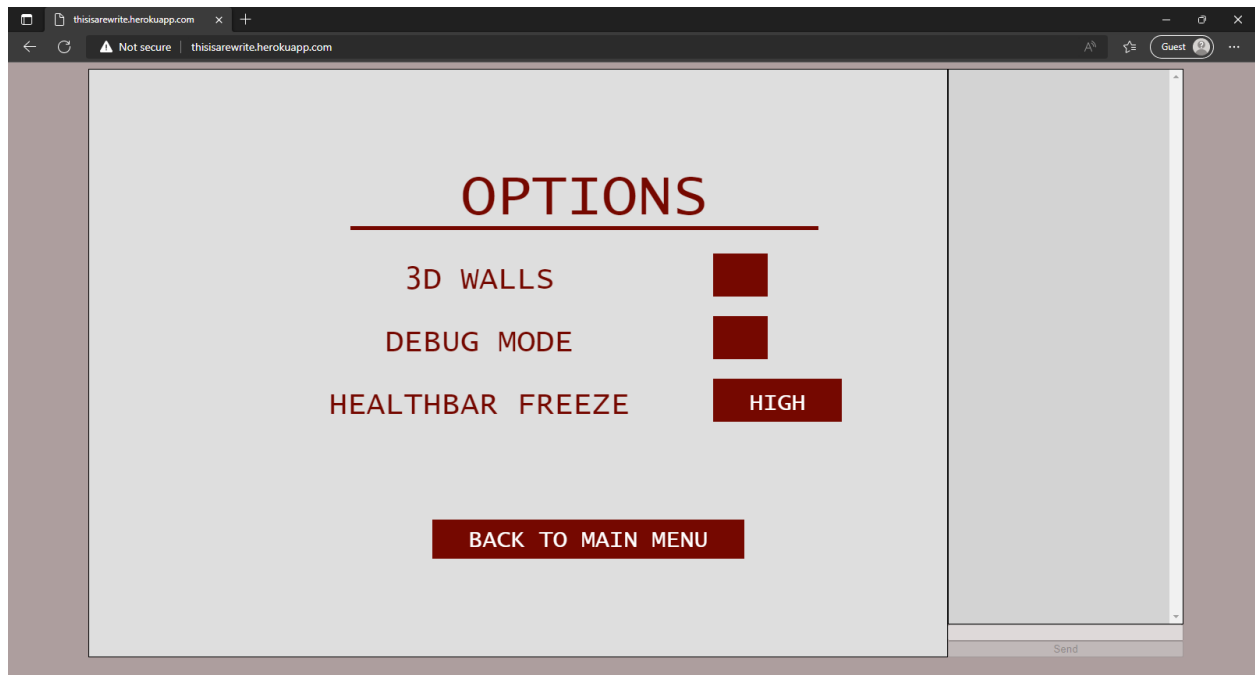 thisisarewrite.herokuapp.com
Not secure thisisarewrite.herokuapp.com
Guest
OPTIONS
3D WALLS
DEBUG MODE
HEALTHBAR FREEZE HIGH
BACK TO MAIN MENU
Send